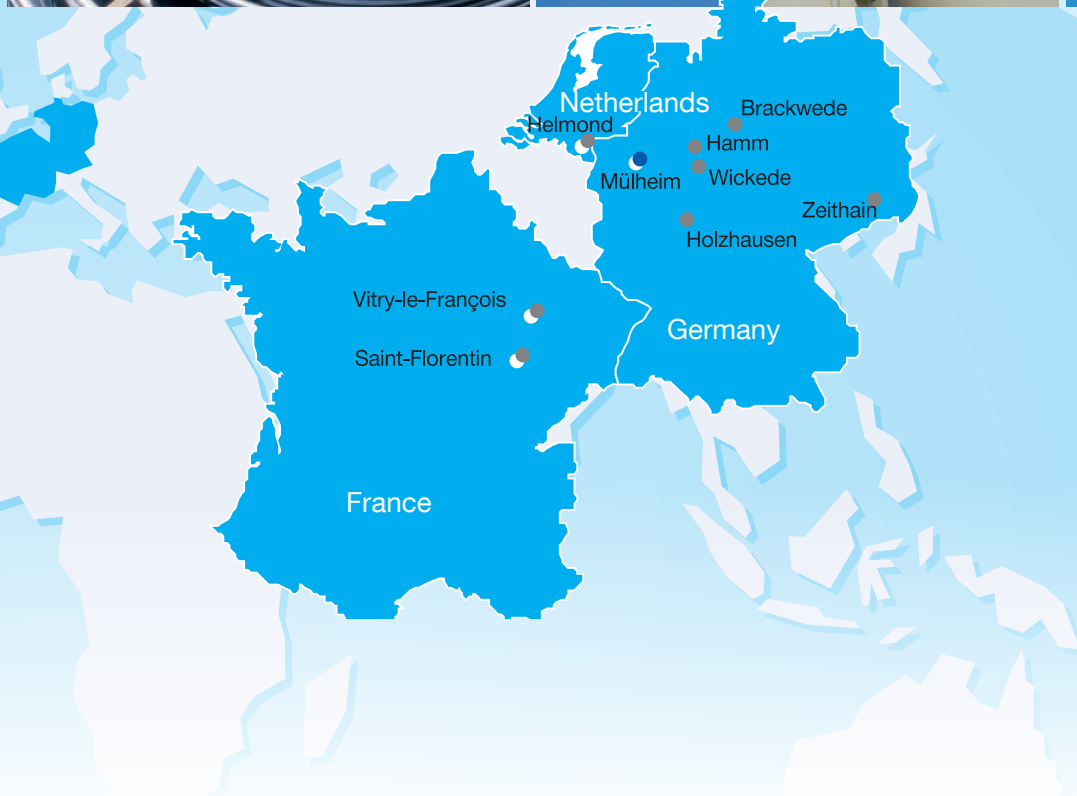 Netherlands
Brackwede
Helmond
Hamm
Mülheim
Wickede
Zeithain
Holzhausen
Vitry-le-François
Germany
Saint-Florentin
France